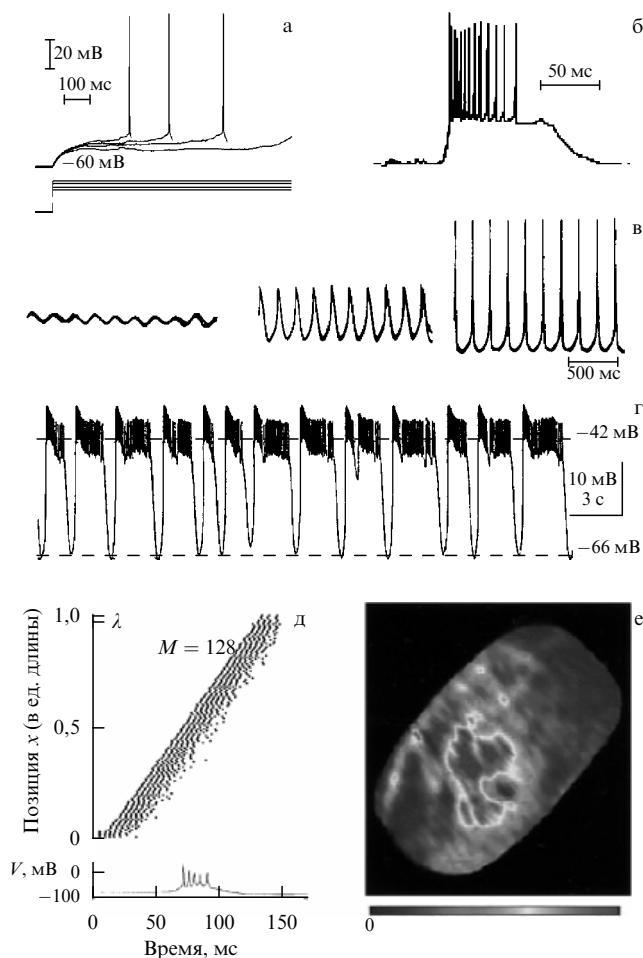 а
20 мВ
100 мс
−60 мВ
б
50 мс
в
500 мс
г
−42 мВ
10 мВ
3 с
−66 мВ
д
1,0
λ
M = 128
0,5
0
Позиция x (в ед. длины)
V, мВ
0
−100
0 50 100 150
Время, мс
е
0